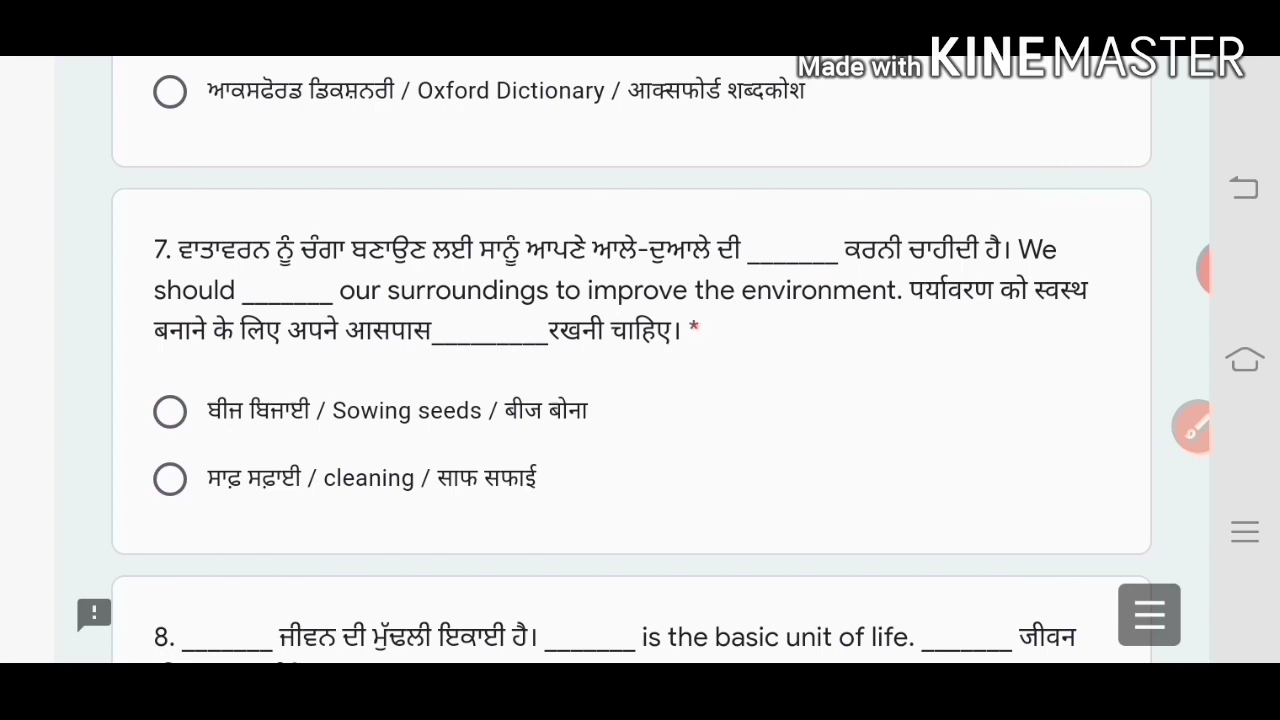 Made with KINEMASTER
ਆਕਸਫੋਰਡ ਡਿਕਸ਼ਨਰੀ / Oxford Dictionary / आक्सफोर्ड शब्दकोश
7. ਵਾਤਾਵਰਨ ਨੂੰ ਚੰਗਾ ਬਣਾਉਣ ਲਈ ਸਾਨੂੰ ਆਪਣੇ ਆਲੇ-ਦੁਆਲੇ ਦੀ _______ ਕਰਨੀ ਚਾਹੀਦੀ ਹੈ। We
should _______ our surroundings to improve the environment. पर्यावरण को स्वस्थ
बनाने के लिए अपने आसपास_________रखनी चाहिए। *
ਬੀਜ ਬਿਜਾਈ / Sowing seeds / बीज बोना
ਸਾਫ਼ ਸਫ਼ਾਈ / cleaning / साफ सफाई
8. _______ ਜੀਵਨ ਦੀ ਮੁੱਢਲੀ ਇਕਾਈ ਹੈ। _______ is the basic unit of life. _______ जीवन